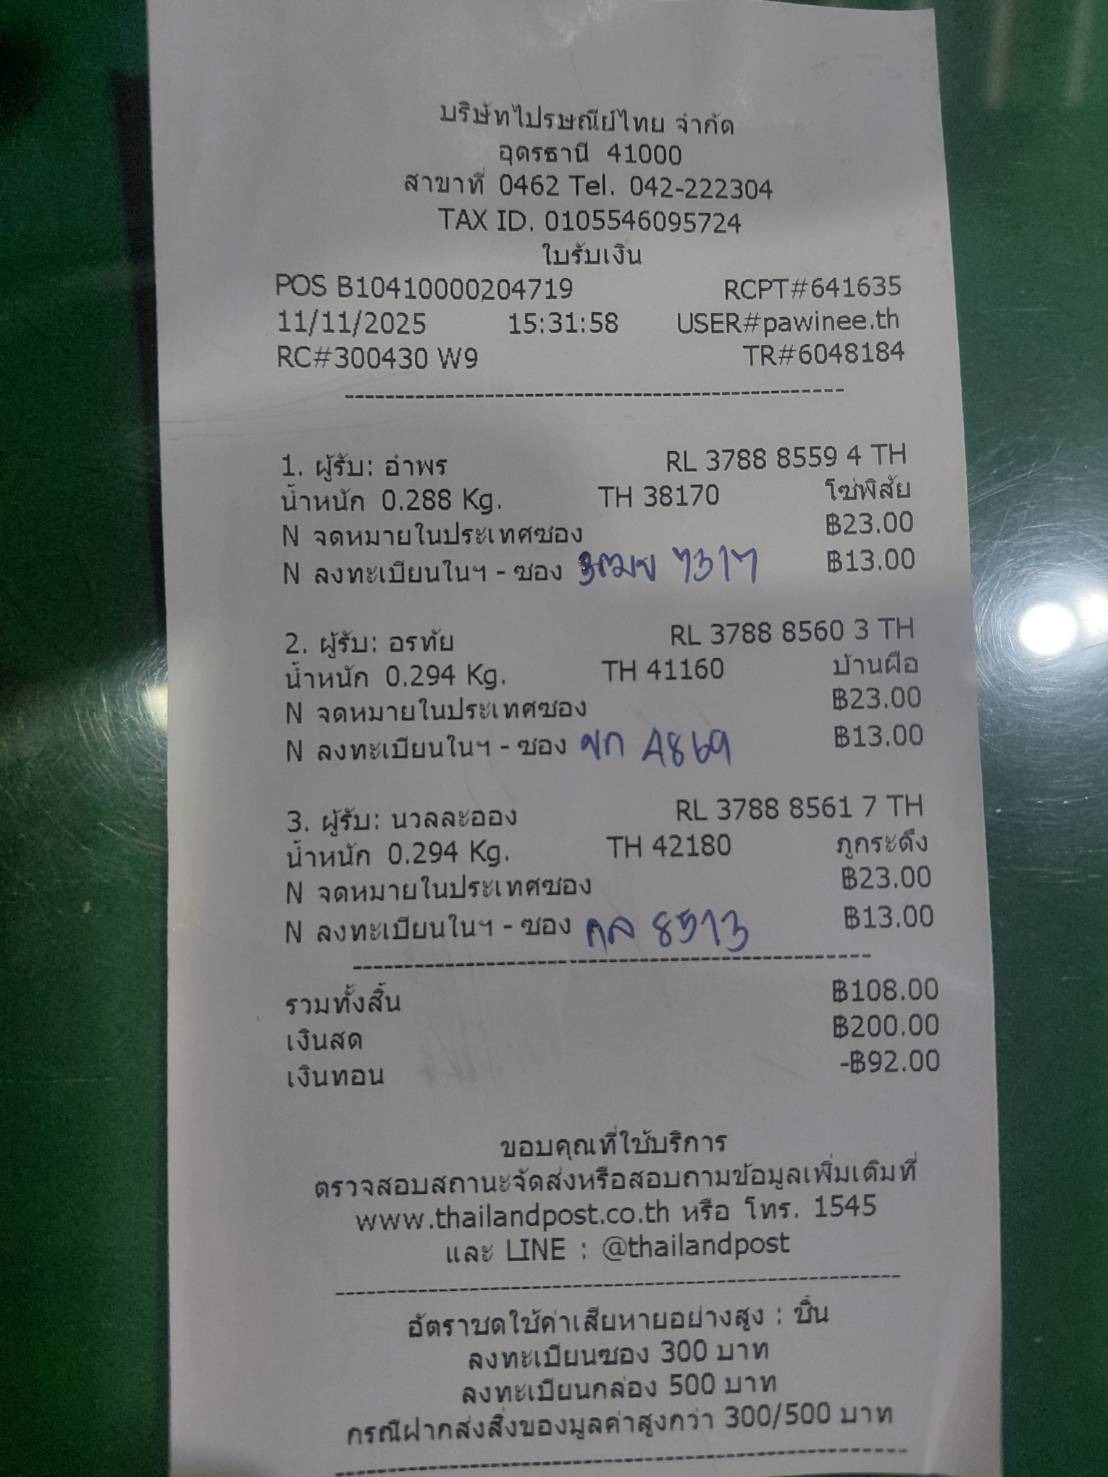 บริษัทไปรษณีย์ไทย จำกัด
อุดรธานี 41000
สาขาที่ 0462 Tel. 042-222304
TAX ID. 0105546095724
ใบรับเงิน
POS B10410000204719 RCPT#641635
11/11/2025 15:31:58 USER#pawinee.th
RC#300430 W9 TR#6048184
1. ผู้รับ: อำพร RL 3788 8559 4 TH
น้ำหนัก 0.288 Kg. TH 38170 โซ่พิสัย
N จดหมายในประเทศซอง ฿23.00
N ลงทะเบียนในฯ - ซอง 7317 ฿13.00
2. ผู้รับ: อรทัย RL 3788 8560 3 TH
น้ำหนัก 0.294 Kg. TH 41160 บ้านผือ
N จดหมายในประเทศซอง ฿23.00
N ลงทะเบียนในฯ - ซอง ขก A869 ฿13.00
3. ผู้รับ: นวลละออง RL 3788 8561 7 TH
น้ำหนัก 0.294 Kg. TH 42180 ภูกระดึง
N จดหมายในประเทศซอง ฿23.00
N ลงทะเบียนในฯ - ซอง กล 8513 ฿13.00
รวมทั้งสิ้น ฿108.00
เงินสด ฿200.00
เงินทอน -฿92.00
ขอบคุณที่ใช้บริการ
ตรวจสอบสถานะจัดส่งหรือสอบถามข้อมูลเพิ่มเติมที่
www.thailandpost.co.th หรือ โทร. 1545
และ LINE : @thailandpost
อัตราชดใช้ค่าเสียหายอย่างสูง : ชิ้น
ลงทะเบียนซอง 300 บาท
ลงทะเบียนกล่อง 500 บาท
กรณีฝากส่งสิ่งของมูลค่าสูงกว่า 300/500 บาท